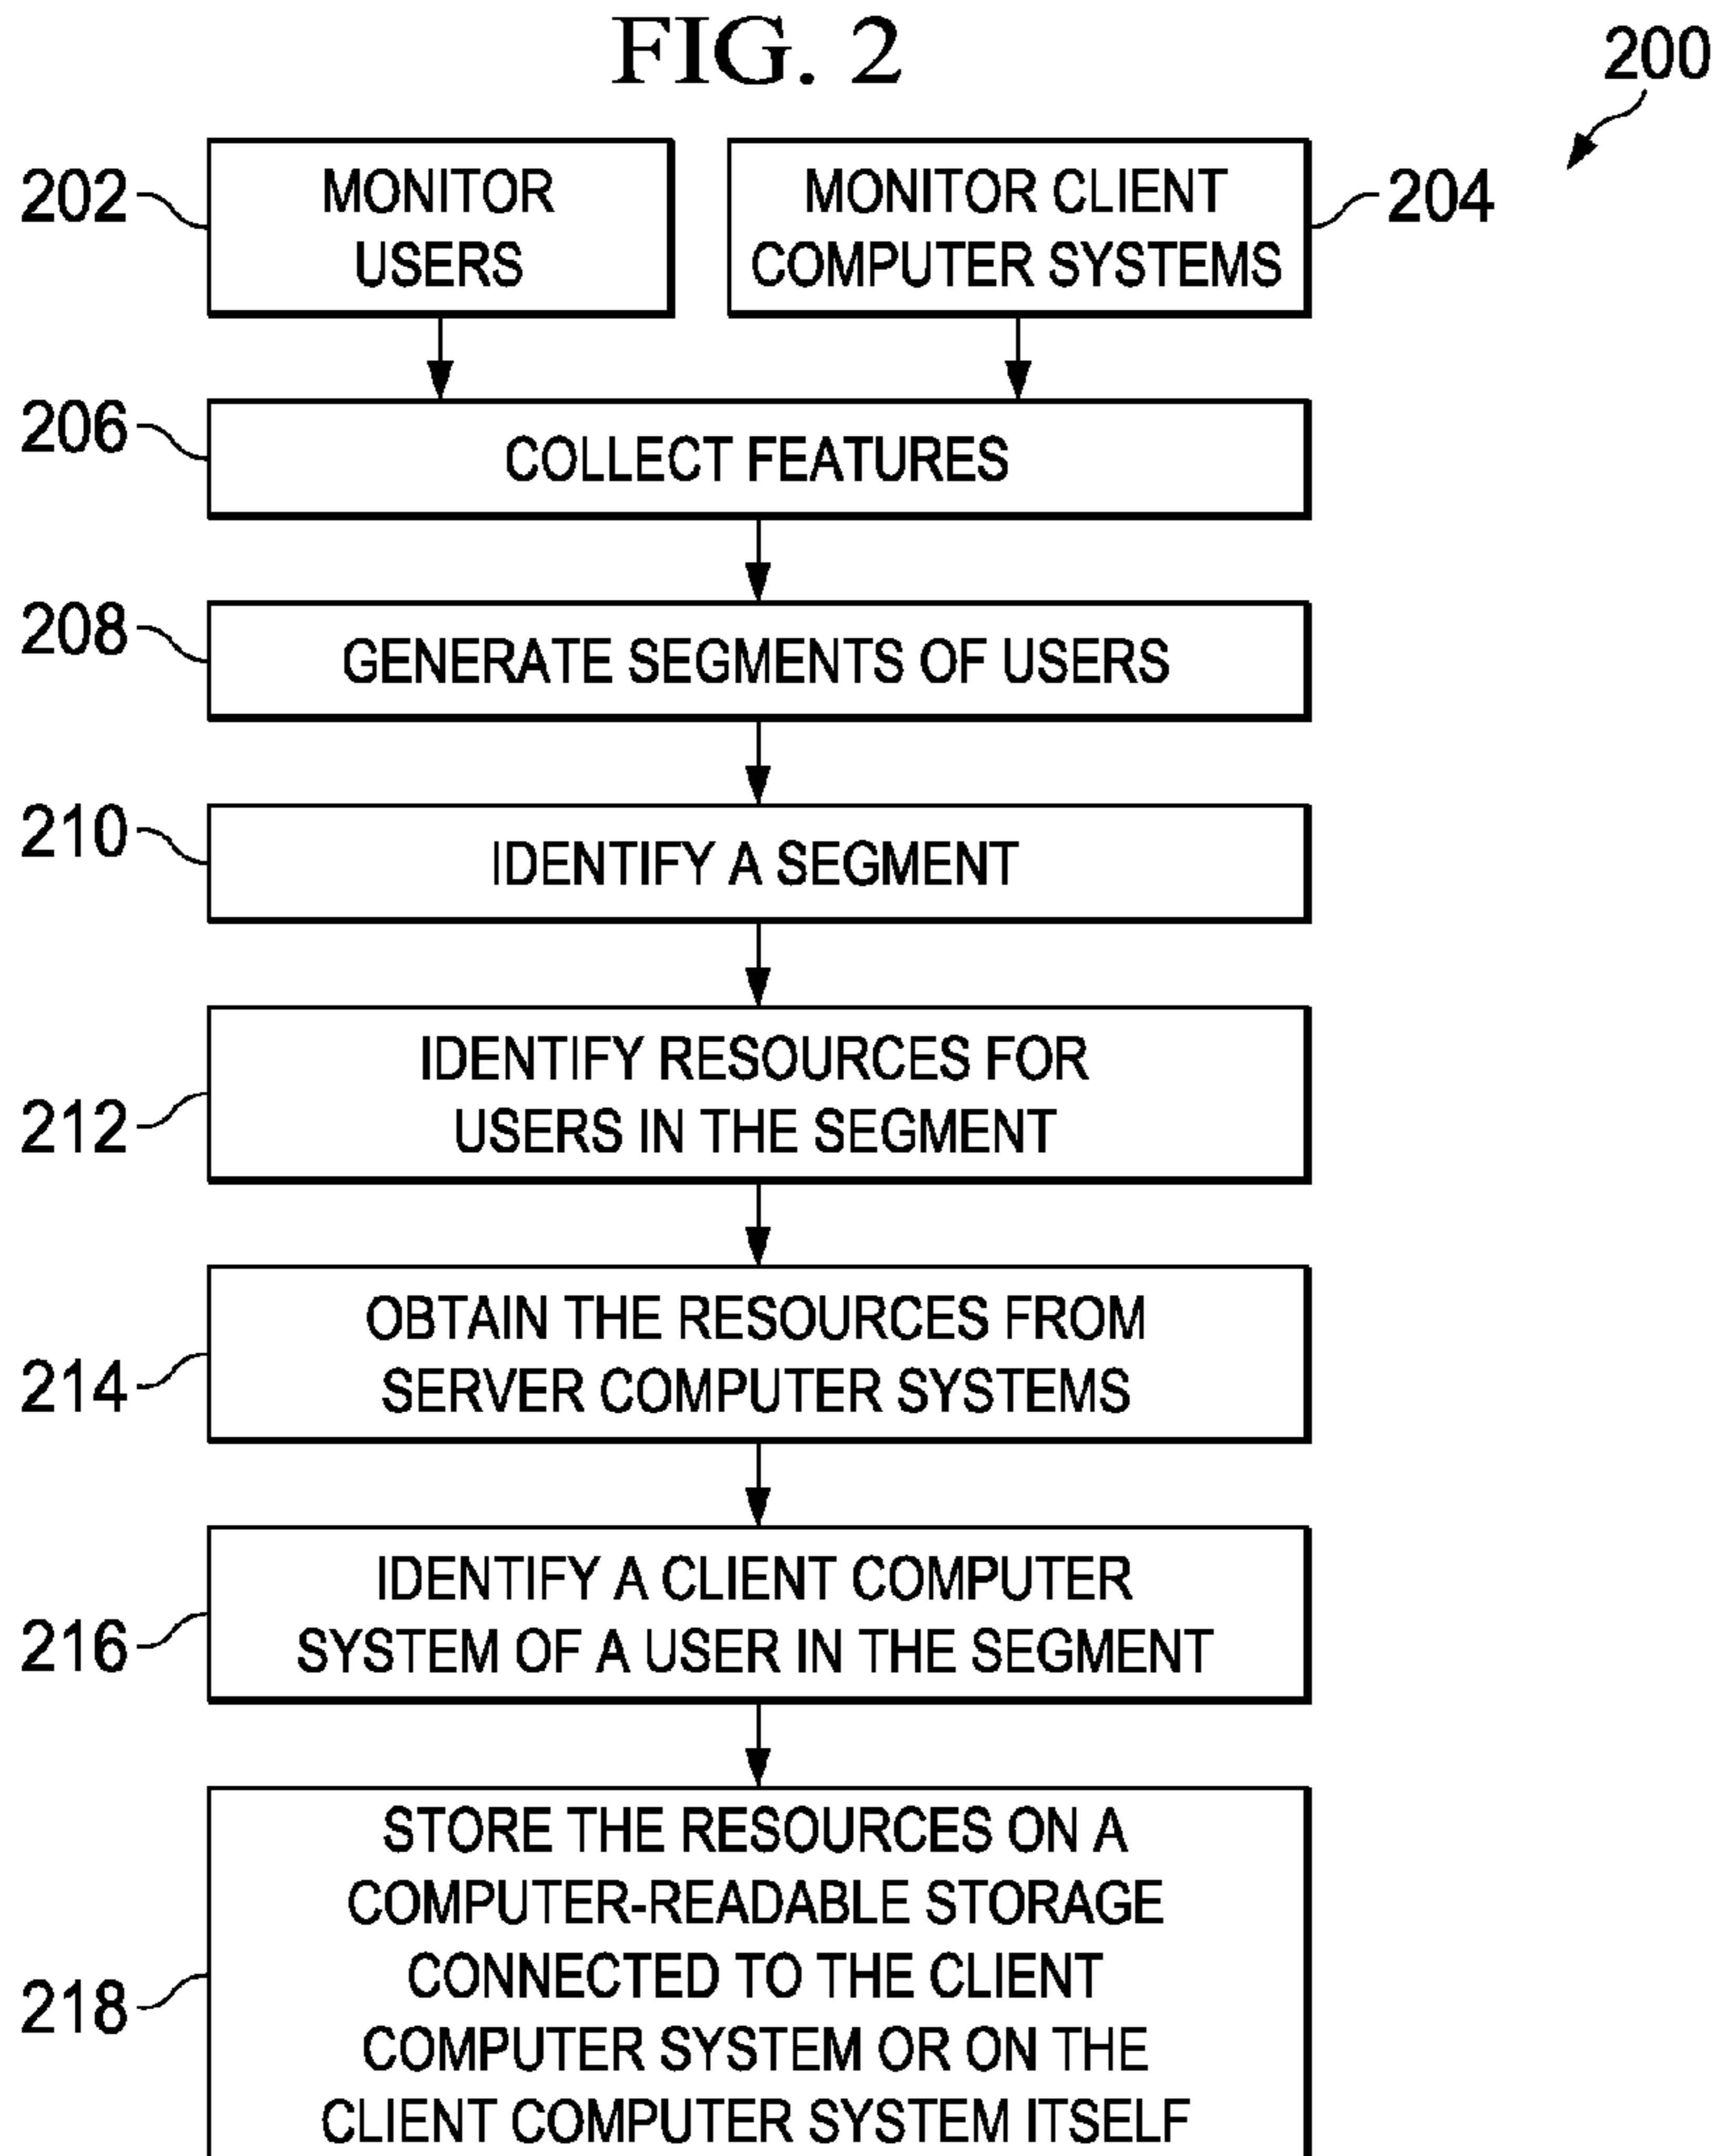 FIG. 2
200
202
MONITOR
USERS
MONITOR CLIENT
COMPUTER SYSTEMS
204
206
COLLECT FEATURES
208
GENERATE SEGMENTS OF USERS
210
IDENTIFY A SEGMENT
212
IDENTIFY RESOURCES FOR
USERS IN THE SEGMENT
214
OBTAIN THE RESOURCES FROM
SERVER COMPUTER SYSTEMS
216
IDENTIFY A CLIENT COMPUTER
SYSTEM OF A USER IN THE SEGMENT
218
STORE THE RESOURCES ON A
COMPUTER-READABLE STORAGE
CONNECTED TO THE CLIENT
COMPUTER SYSTEM OR ON THE
CLIENT COMPUTER SYSTEM ITSELF